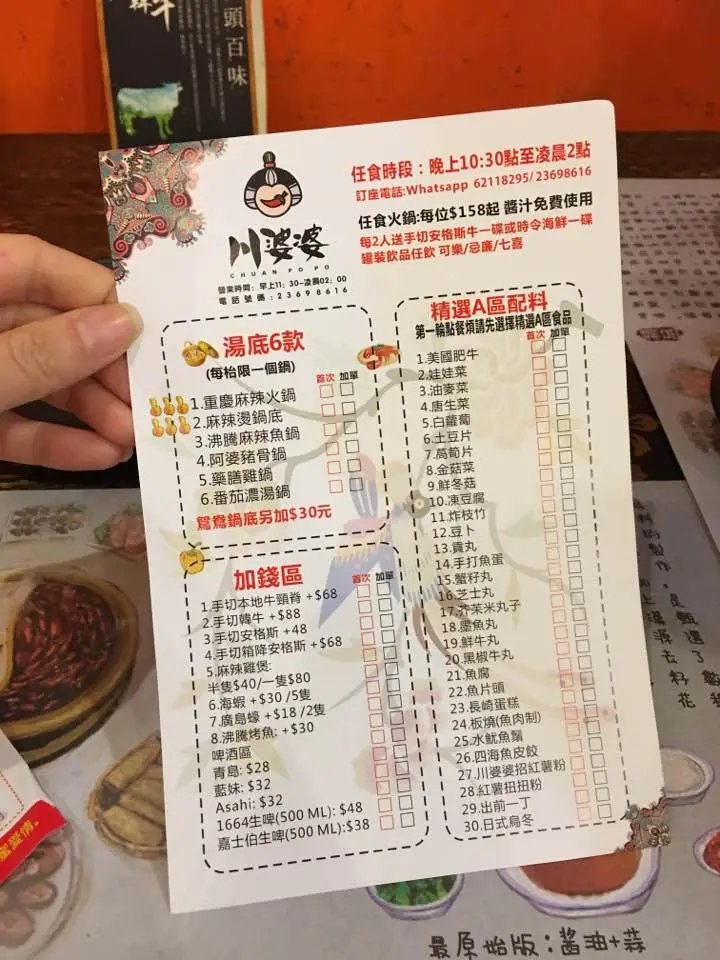 頭百味
川婆婆
CHUAN PO PO
營業時間：早上11：30-凌晨02：00
電話號碼：23698616
任食時段：晚上10:30點至凌晨2點
訂座電話:Whatsapp 62118295/ 23698616
任食火鍋:每位$158起 醬汁免費使用
每2人送手切安格斯牛一碟或時令海鮮一碟
罐裝飲品任飲 可樂/忌廉/七喜
湯底6款
(每枱限一個鍋)
首次 加單
1.重慶麻辣火鍋
2.麻辣燙鍋底
3.沸騰麻辣魚鍋
4.阿婆豬骨鍋
5.藥膳雞鍋
6.番茄濃湯鍋
鴛鴦鍋底另加$30元
加錢區
首次 加單
1.手切本地牛頸脊 +$68
2.手切韓牛 +$88
3.手切安格斯 +48
4.手切箱降安格斯 +$68
5.麻辣雞煲:
半隻$40/一隻$80
6.海蝦 +$30 /5隻
7.廣島蠔 +$18 /2隻
8.沸騰烤魚: +$30
啤酒區
青島: $28
藍妹: $32
Asahi: $32
1664生啤(500 ML): $48
嘉士伯生啤(500 ML):$38
精選A區配料
第一輪點餐煩請先選擇精選A區食品
首次 加單
1.美國肥牛
2.娃娃菜
3.油麥菜
4.唐生菜
5.白蘿蔔
6.土豆片
7.萵筍片
8.金菇菜
9.鮮冬菇
10.凍豆腐
11.炸枝竹
12.豆卜
13.貢丸
14.手打魚蛋
15.蟹籽丸
16.芝士丸
17.芥茉米丸子
18.墨魚丸
19.鮮牛丸
20.黑椒牛丸
21.魚腐
22.魚片頭
23.長崎蛋糕
24.板燒(魚肉制)
25.水魷魚鬚
26.四海魚皮餃
27.川婆婆招紅薯粉
28.紅薯扭扭粉
29.出前一丁
30.日式烏冬
最原始版：酱油+蒜